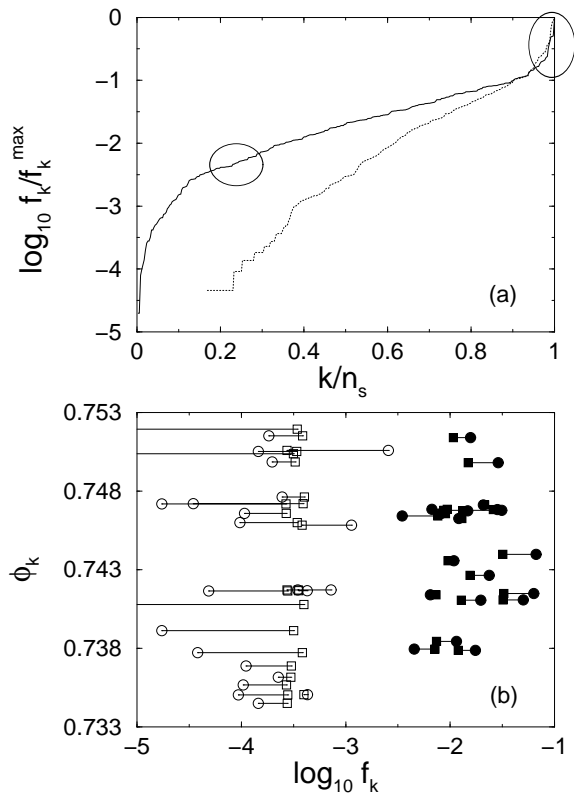 0
−1
−2
−3
−4
−5
log₁₀ fₖ/fₖᵐᵃˣ
(a)
0 0.2 0.4 0.6 0.8 1
k/nₛ
0.753
0.748
0.743
0.738
0.733
ϕₖ
(b)
−5 −4 −3 −2 −1
log₁₀ fₖ